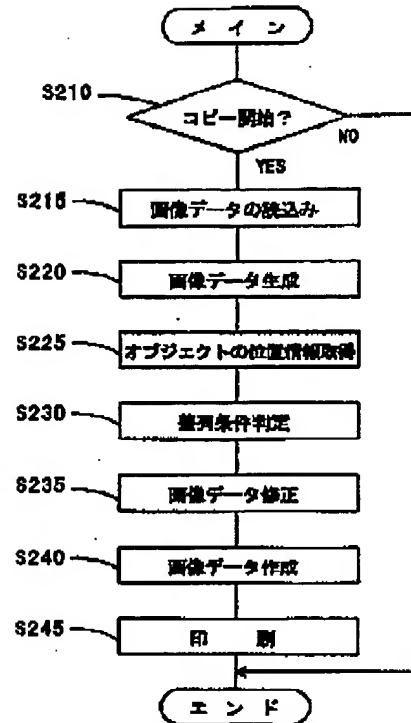 メイン
S210
コピー開始?
NO
YES
S215
画像データの読込み
S220
画像データ生成
S225
オブジェクトの位置情報取得
S230
整列条件判定
S235
画像データ修正
S240
画像データ作成
S245
印 刷
エンド